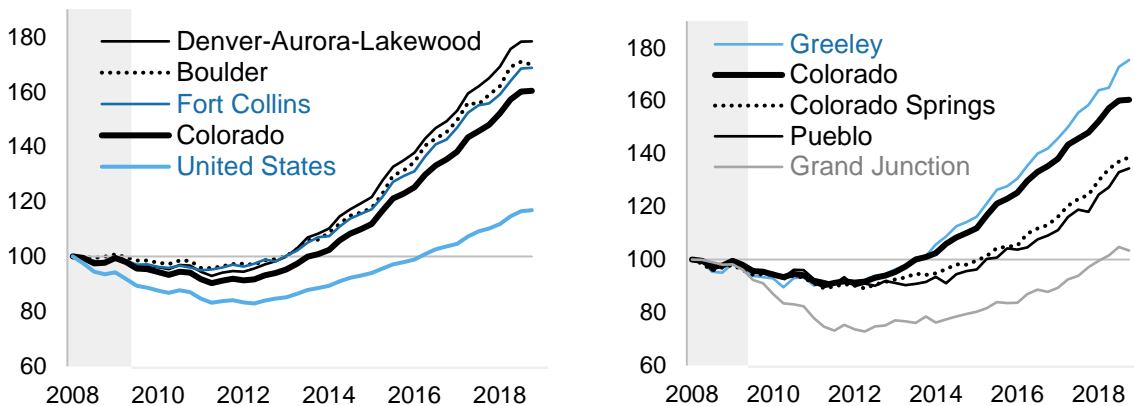 180
160
140
120
100
80
60
Denver-Aurora-Lakewood
Boulder
Fort Collins
Colorado
United States
2008 2010 2012 2014 2016 2018
180
160
140
120
100
80
60
Greeley
Colorado
Colorado Springs
Pueblo
Grand Junction
2008 2010 2012 2014 2016 2018